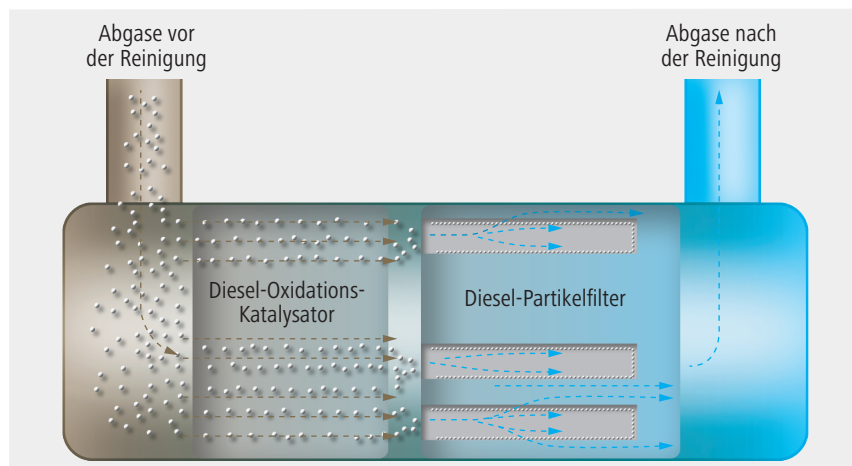 Abgase vor
der Reinigung
Abgase nach
der Reinigung
Diesel-Oxidations-
Katalysator
Diesel-Partikelfilter